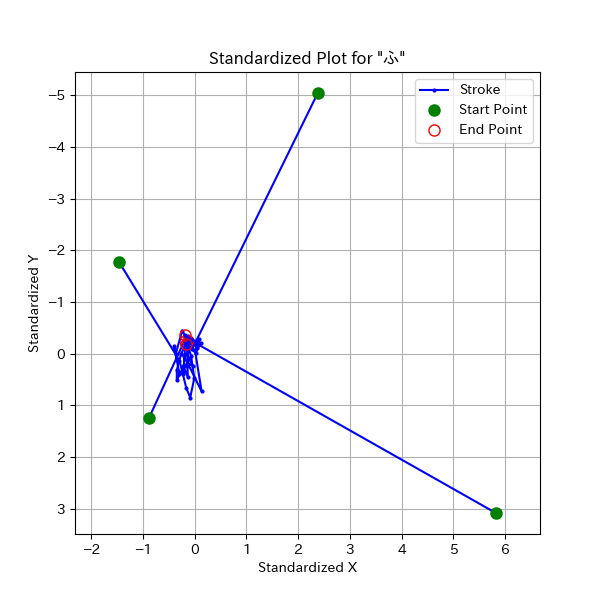 Standardized Plot for "ふ"
Stroke
Start Point
End Point
Standardized Y
−5
−4
−3
−2
−1
0
1
2
3
−2 −1 0 1 2 3 4 5 6
Standardized X